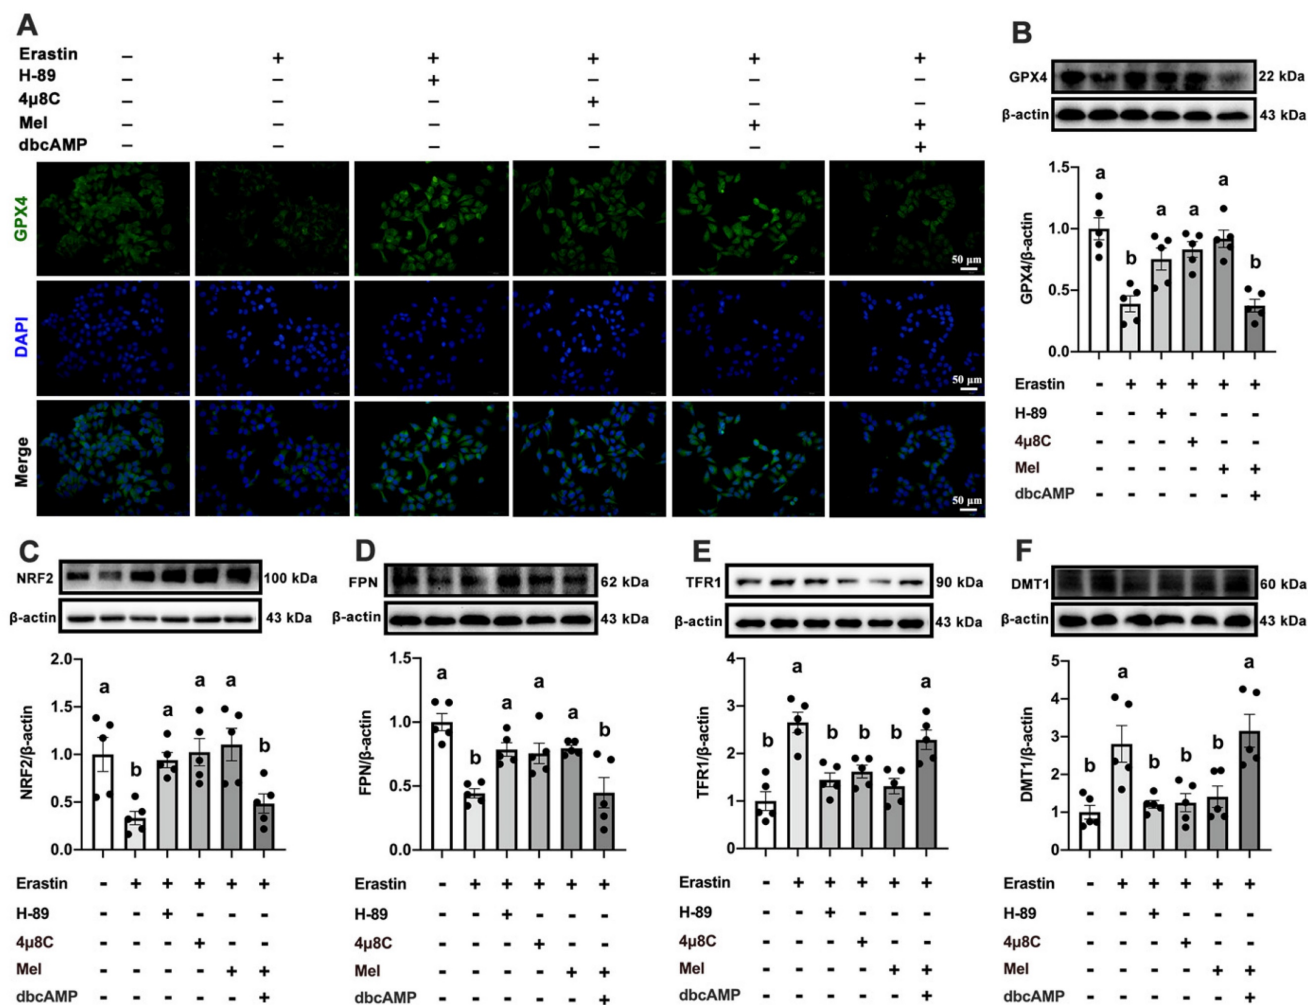 A
Erastin − + + + + +
H-89 − − + − − −
4μ8C − − − + − −
Mel − − − − + +
dbcAMP − − − − − +
GPX4
50 μm
DAPI
50 μm
Merge
50 μm
B
GPX4 22 kDa
β-actin 43 kDa
GPX4/β-actin
1.5
1.0
0.5
0.0
a b a a a b
Erastin - + + + + +
H-89 - - + - - -
4μ8C - - - + - -
Mel - - - - + +
dbcAMP - - - - - +
C
NRF2 100 kDa
β-actin 43 kDa
NRF2/β-actin
2.0
1.5
1.0
0.5
0.0
a b a a a b
Erastin - + + + + +
H-89 - - + - - -
4μ8C - - - + - -
Mel - - - - + +
dbcAMP - - - - - +
D
FPN 62 kDa
β-actin 43 kDa
FPN/β-actin
1.5
1.0
0.5
0.0
a b a a a b
Erastin - + + + + +
H-89 - - + - - -
4μ8C - - - + - -
Mel - - - - + +
dbcAMP - - - - - +
E
TFR1 90 kDa
β-actin 43 kDa
TFR1/β-actin
4
3
2
1
0
b a b b b a
Erastin - + + + + +
H-89 - - + - - -
4μ8C - - - + - -
Mel - - - - + +
dbcAMP - - - - - +
F
DMT1 60 kDa
β-actin 43 kDa
DMT1/β-actin
5
4
3
2
1
0
b a b b b a
Erastin - + + + + +
H-89 - - + - - -
4μ8C - - - + - -
Mel - - - - + +
dbcAMP - - - - - +